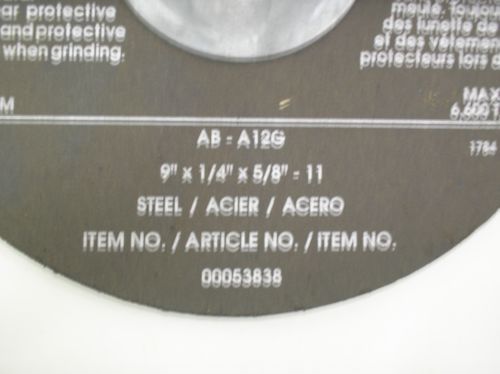 ar protective
and protective
when grinding.
meule. Toujou
des lunette de
et des vêtemen
protecteurs lors d
M
MAX
6,600
AB - A12G
1784
9" x 1/4" x 5/8" - 11
STEEL / ACIER / ACERO
ITEM NO. / ARTICLE NO. / ITEM NO.
00053838